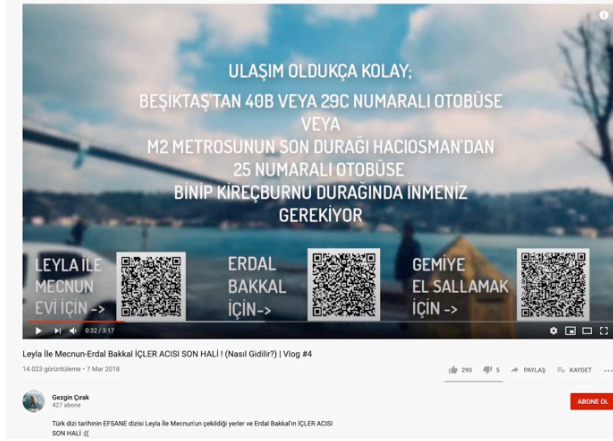 ULAŞIM OLDUKÇA KOLAY;
BEŞİKTAŞ'TAN 40B VEYA 29C NUMARALI OTOBÜSE
VEYA
M2 METROSUNUN SON DURAĞI HACIOSMAN'DAN
25 NUMARALI OTOBÜSE
BİNİP KİREÇBURNU DURAĞINDA İNMENİZ
GEREKİYOR
LEYLA İLE
MECNUN
EVİ İÇİN ->
ERDAL
BAKKAL
İÇİN->
GEMİYE
EL SALLAMAK
İÇİN ->
0:32 / 3:17
Leyla İle Mecnun-Erdal Bakkal İÇLER ACISI SON HALİ ! (Nasıl Gidilir?) | Vlog #4
14.023 görüntüleme • 7 Mar 2018
290
5
PAYLAŞ
KAYDET
Gezgin Çırak
427 abone
ABONE OL
Türk dizi tarihinin EFSANE dizisi Leyla İle Mecnun'un çekildiği yerler ve Erdal Bakkal'ın İÇLER ACISI
SON HALİ :((